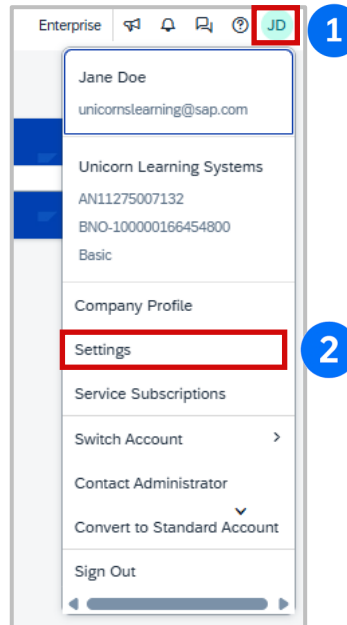 Enterprise JD 1
Jane Doe
unicornslearning@sap.com
Unicorn Learning Systems
AN11275007132
BNO-100000166454800
Basic
Company Profile
Settings 2
Service Subscriptions
Switch Account
Contact Administrator
Convert to Standard Account
Sign Out